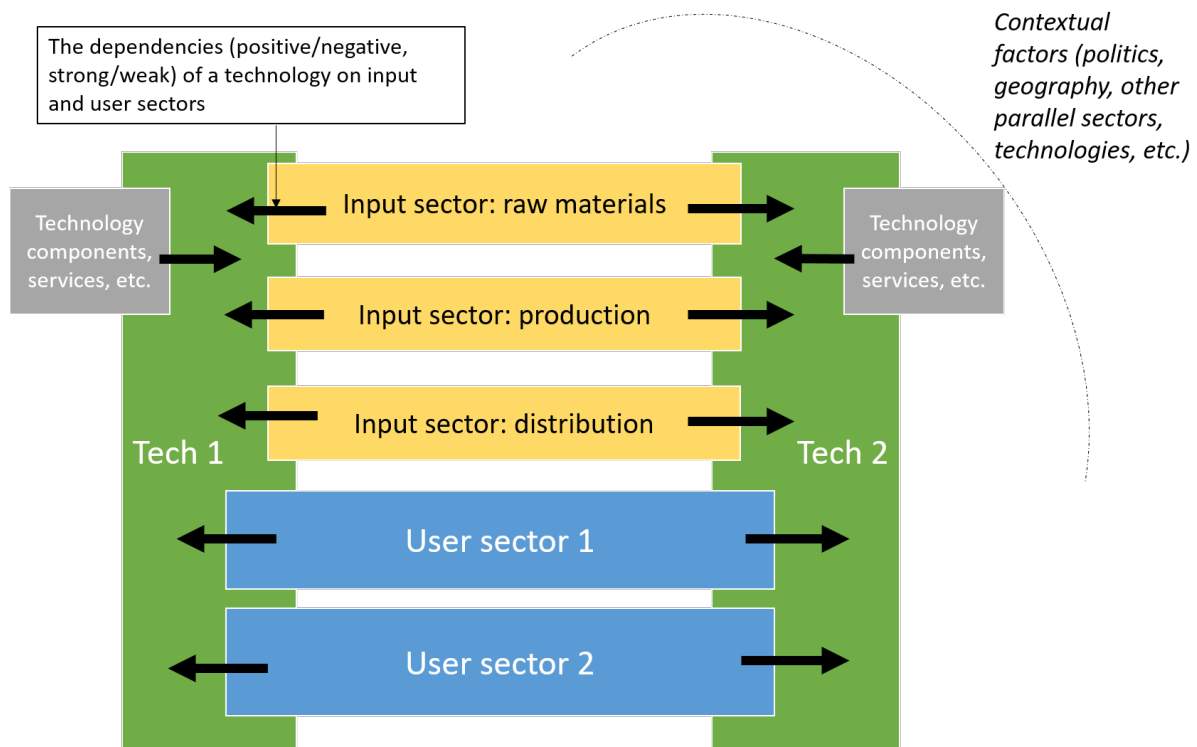 The dependencies (positive/negative,
strong/weak) of a technology on input
and user sectors
Contextual
factors (politics,
geography, other
parallel sectors,
technologies, etc.)
Input sector: raw materials
Technology
components,
services, etc.
Technology
components,
services, etc.
Input sector: production
Input sector: distribution
Tech 1
Tech 2
User sector 1
User sector 2